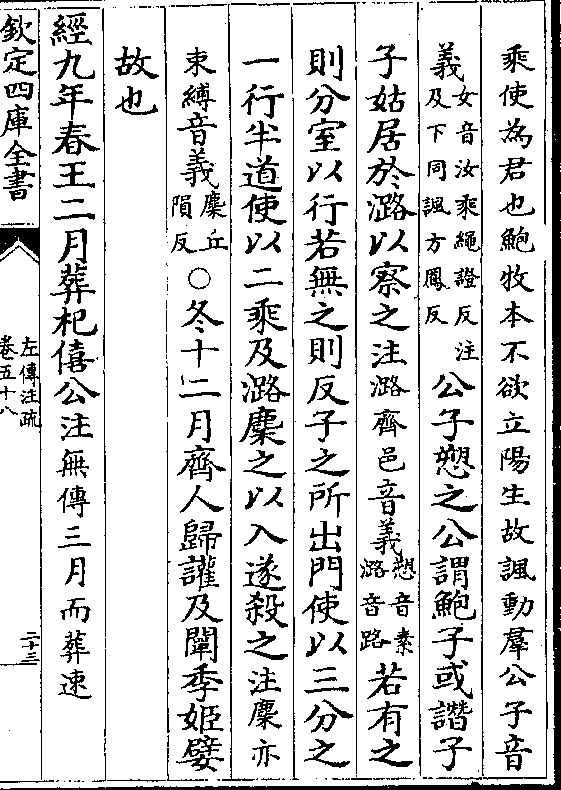 乘使為君也鮑牧本不欲立陽生故諷動羣公子音
義女音汝乘繩證反注及下同諷方鳳反公子愬之公謂鮑子或譖子
子姑居於潞以察之注潞齊邑音義愬音素潞音路若有之
則分室以行若無之則反子之所出門使以三分之
一行半道使以二乘及潞麇之以入遂殺之注麇亦
束縛音義麇丘隕反○冬十二月齊人歸讙及闡季姬嬖
故也
經九年春王二月葬杞僖公注無傳三月而葬速
欽定四庫全書
左傳注疏
卷五十八
二十三